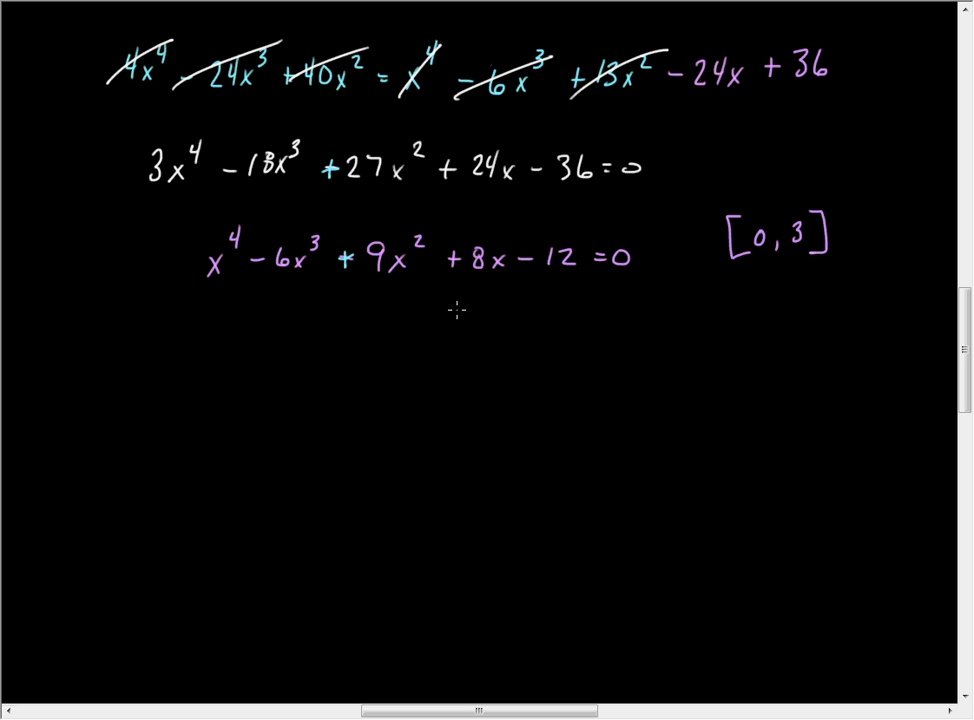 4x⁴ - 24x³ + 40x² = x⁴ - 6x³ + 13x² - 24x + 36
3x⁴ - 18x³ + 27x² + 24x - 36 = 0
x⁴ - 6x³ + 9x² + 8x - 12 = 0 [0, 3]